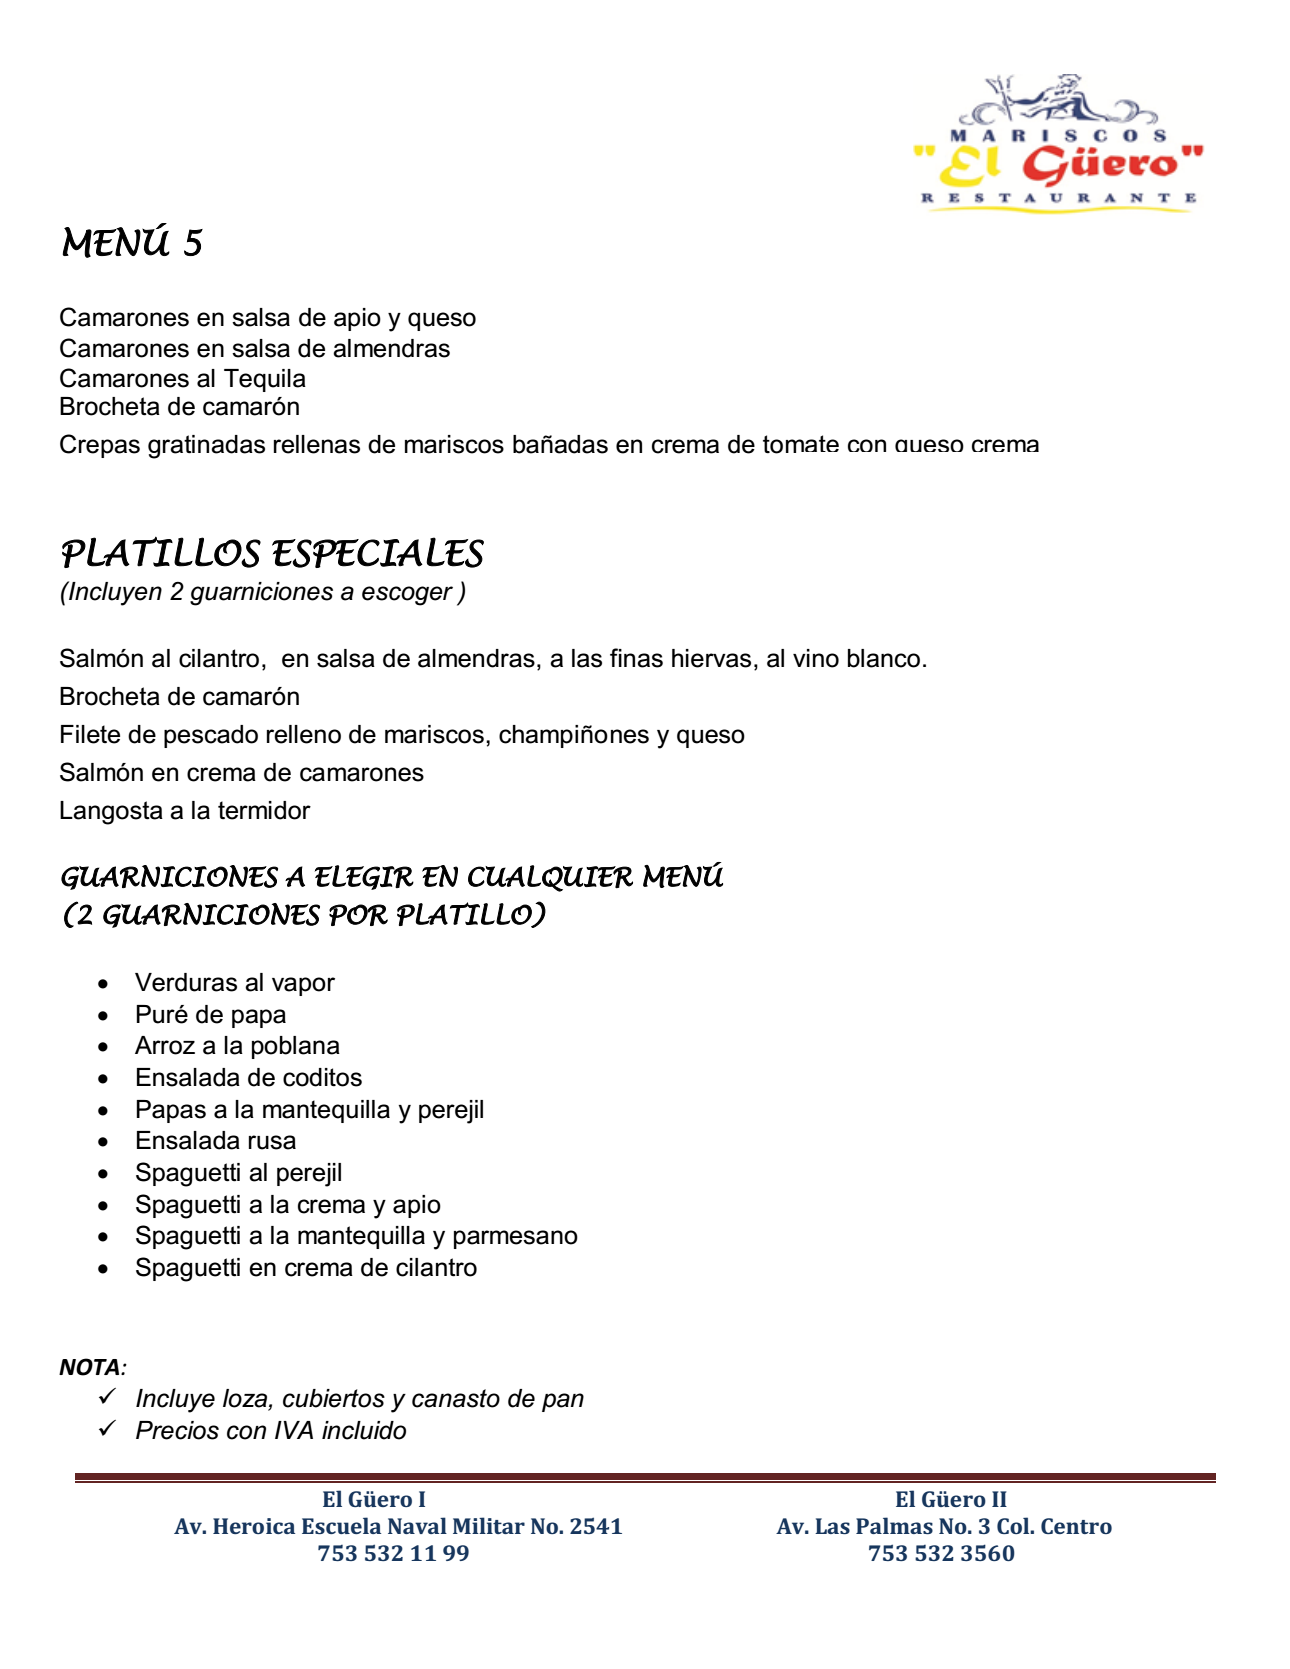 MARISCOS
"El Güero"
RESTAURANTE
MENÚ 5
Camarones en salsa de apio y queso
Camarones en salsa de almendras
Camarones al Tequila
Brocheta de camarón
Crepas gratinadas rellenas de mariscos bañadas en crema de tomate con queso crema
PLATILLOS ESPECIALES
(Incluyen 2 guarniciones a escoger )
Salmón al cilantro,  en salsa de almendras, a las finas hiervas, al vino blanco.
Brocheta de camarón
Filete de pescado relleno de mariscos, champiñones y queso
Salmón en crema de camarones
Langosta a la termidor
GUARNICIONES A ELEGIR EN CUALQUIER MENÚ
(2 GUARNICIONES POR PLATILLO)
• Verduras al vapor
• Puré de papa
• Arroz a la poblana
• Ensalada de coditos
• Papas a la mantequilla y perejil
• Ensalada rusa
• Spaguetti al perejil
• Spaguetti a la crema y apio
• Spaguetti a la mantequilla y parmesano
• Spaguetti en crema de cilantro
NOTA:
✓ Incluye loza, cubiertos y canasto de pan
✓ Precios con IVA incluido
El Güero I
Av. Heroica Escuela Naval Militar No. 2541
753 532 11 99
El Güero II
Av. Las Palmas No. 3 Col. Centro
753 532 3560